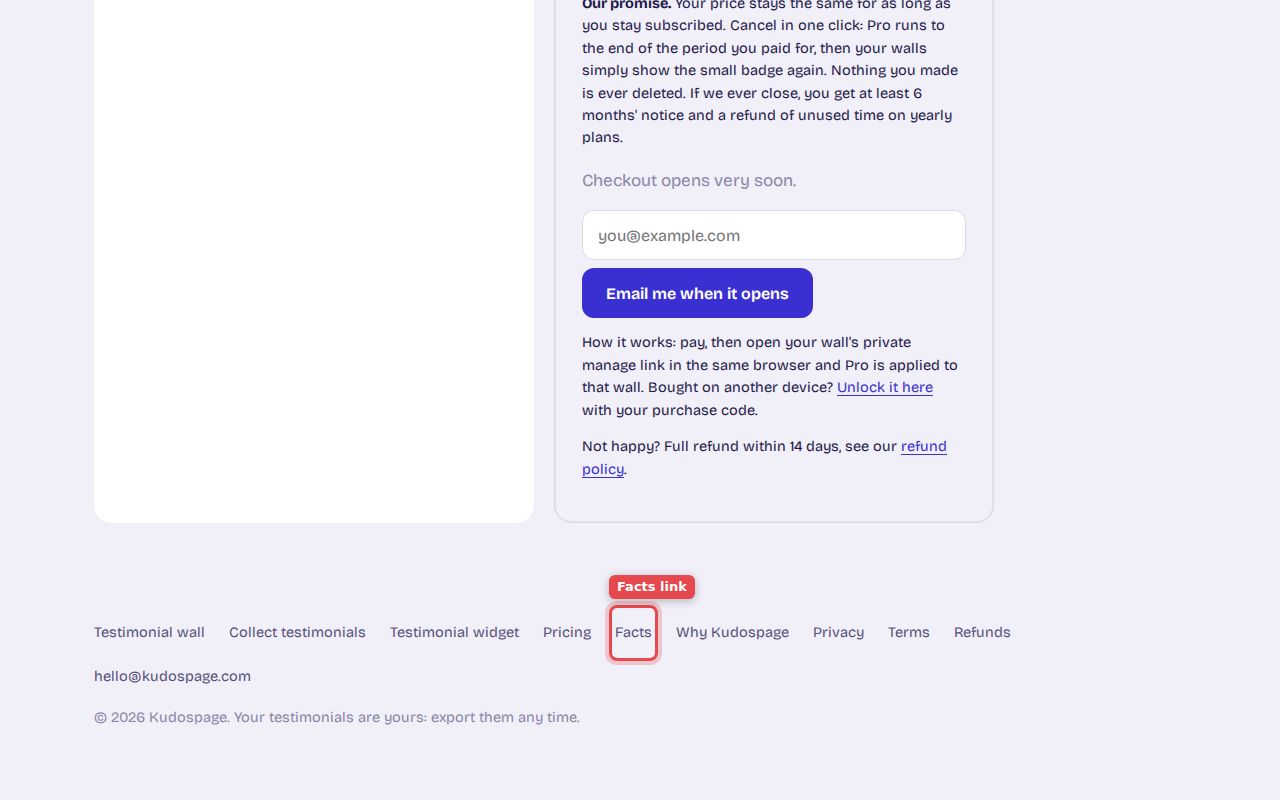 Our promise. Your price stays the same for as long as
you stay subscribed. Cancel in one click: Pro runs to
the end of the period you paid for, then your walls
simply show the small badge again. Nothing you made
is ever deleted. If we ever close, you get at least 6
months' notice and a refund of unused time on yearly
plans.
Checkout opens very soon.
you@example.com
Email me when it opens
How it works: pay, then open your wall's private
manage link in the same browser and Pro is applied to
that wall. Bought on another device? Unlock it here
with your purchase code.
Not happy? Full refund within 14 days, see our refund
policy.
Facts link
Testimonial wall Collect testimonials Testimonial widget Pricing Facts Why Kudospage Privacy Terms Refunds
hello@kudospage.com
© 2026 Kudospage. Your testimonials are yours: export them any time.